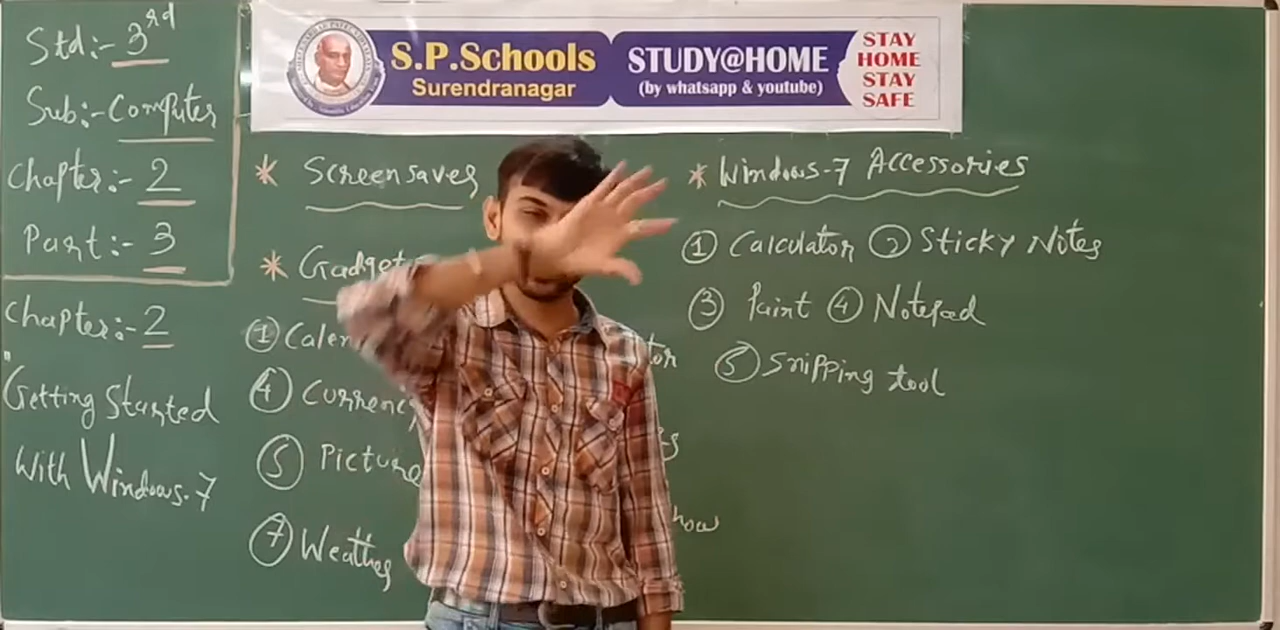 Std:- 3rd
Sub:- Computer
Chapter:- 2
Part:- 3
Chapter:- 2
Getting Started
With Windows-7
S.P.Schools
Surendranagar
STUDY@HOME
(by whatsapp & youtube)
STAY
HOME
STAY
SAFE
* Screensaver
* Gadget
① Calen
④ Currency
⑤ Picture
⑦ Weather
how
* Windows-7 Accessories
① Calculator ② Sticky Notes
③ Paint ④ Notepad
⑤ Snipping tool